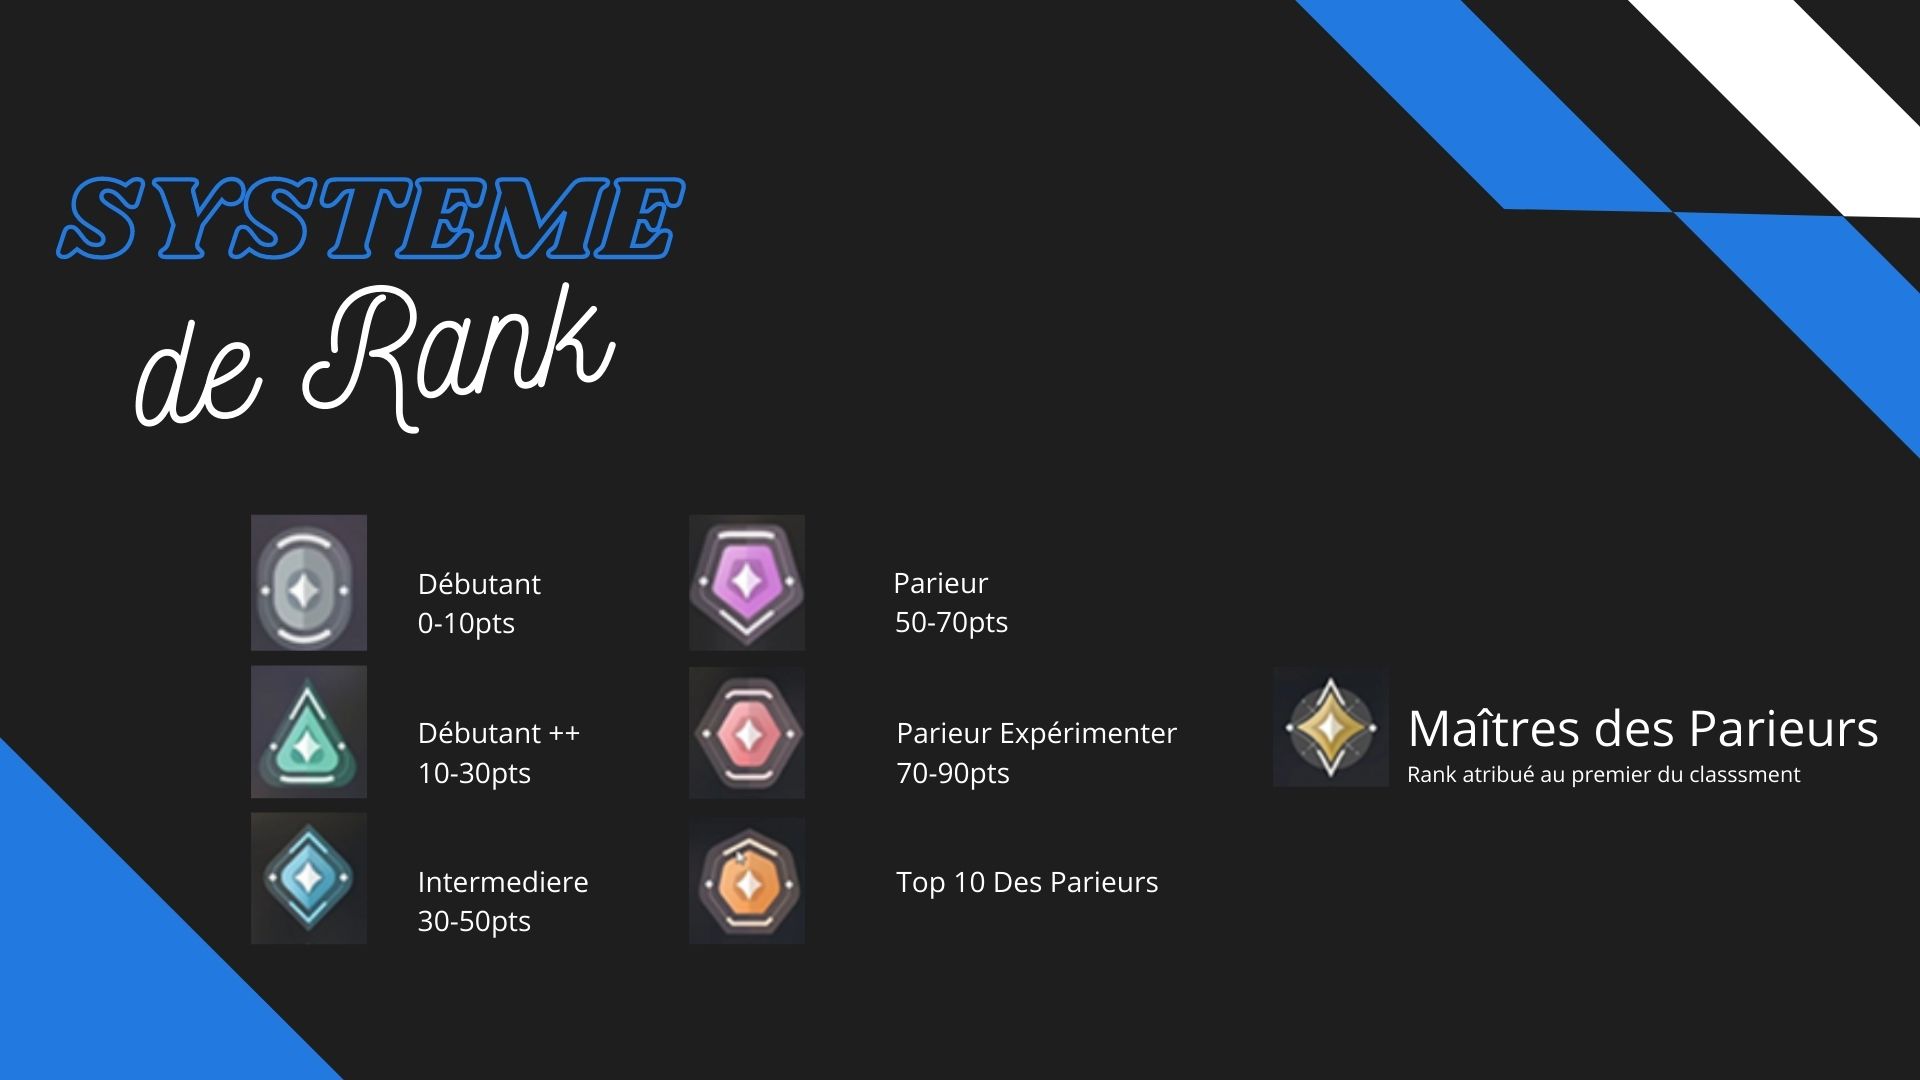 SYSTEME
de Rank
Débutant
0-10pts
Débutant ++
10-30pts
Intermediere
30-50pts
Parieur
50-70pts
Parieur Expérimenter
70-90pts
Top 10 Des Parieurs
Maîtres des Parieurs
Rank atribué au premier du classsment